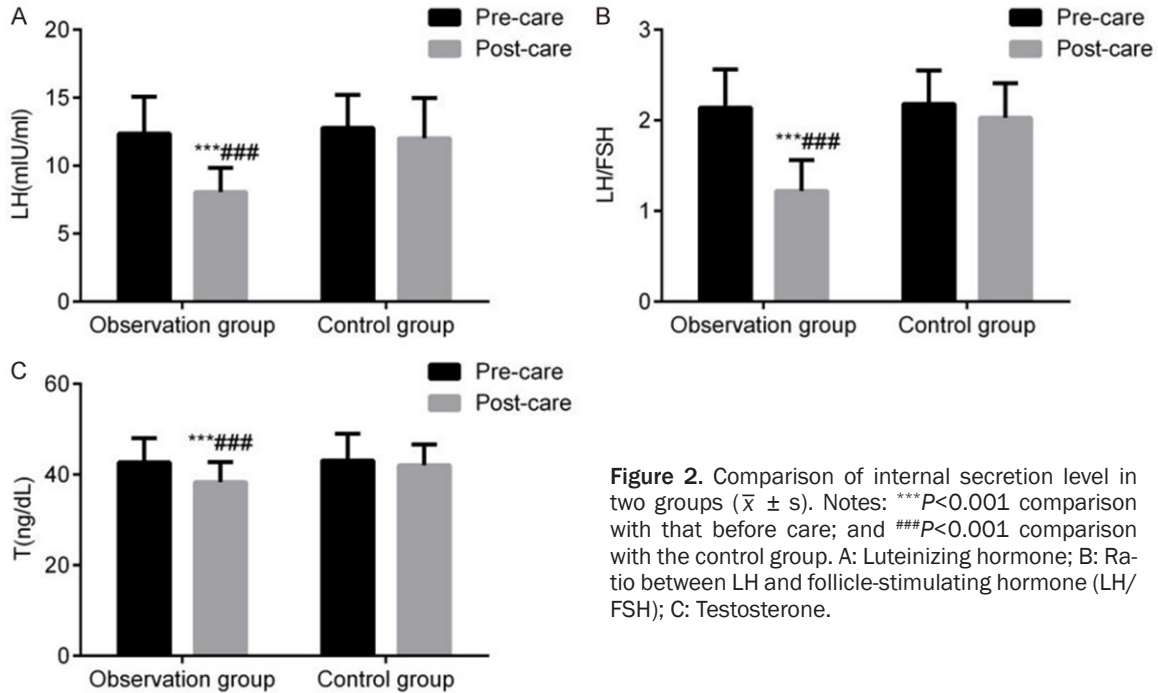 A
20
15
10
5
0
LH(mIU/ml)
Pre-care
Post-care
***###
Observation group
Control group
B
3
2
1
0
LH/FSH
Pre-care
Post-care
***###
Observation group
Control group
C
60
40
20
0
T(ng/dL)
Pre-care
Post-care
***###
Observation group
Control group
Figure 2. Comparison of internal secretion level in
two groups (x̅ ± s). Notes: ***P<0.001 comparison
with that before care; and ###P<0.001 comparison
with the control group. A: Luteinizing hormone; B: Ra-
tio between LH and follicle-stimulating hormone (LH/
FSH); C: Testosterone.